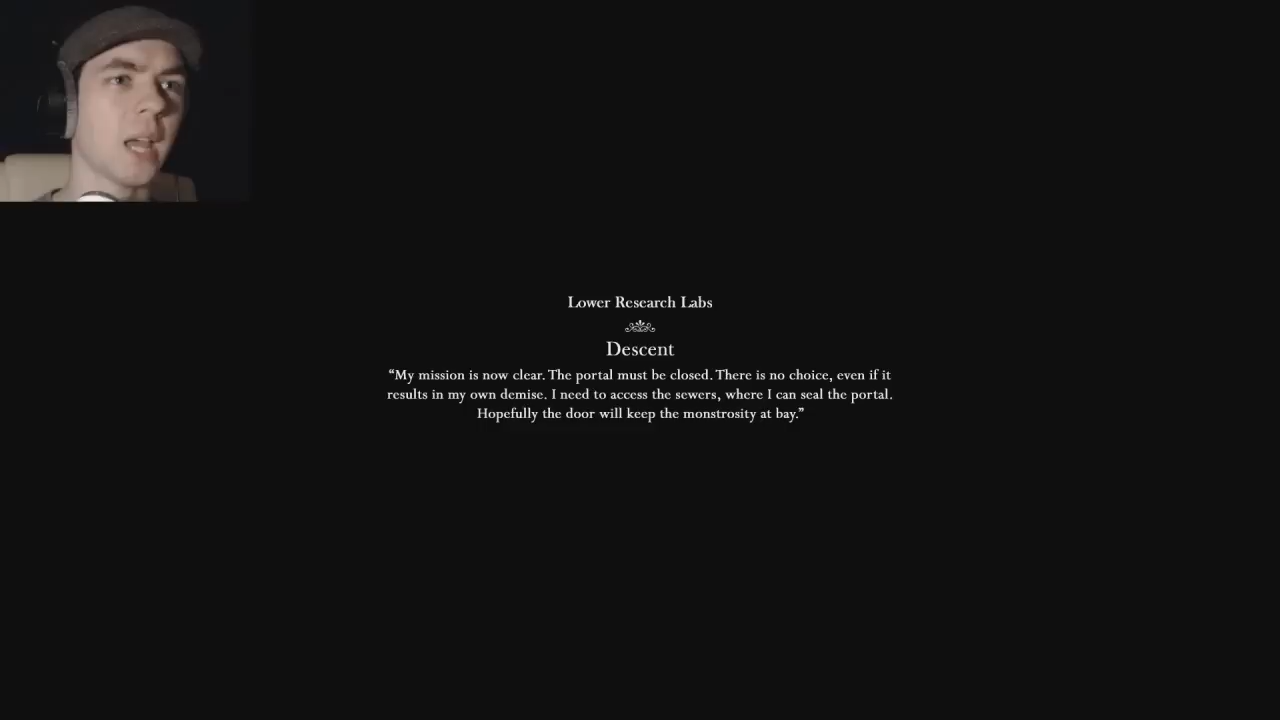 Lower Research Labs
Descent
“My mission is now clear. The portal must be closed. There is no choice, even if it
results in my own demise. I need to access the sewers, where I can seal the portal.
Hopefully the door will keep the monstrosity at bay.”